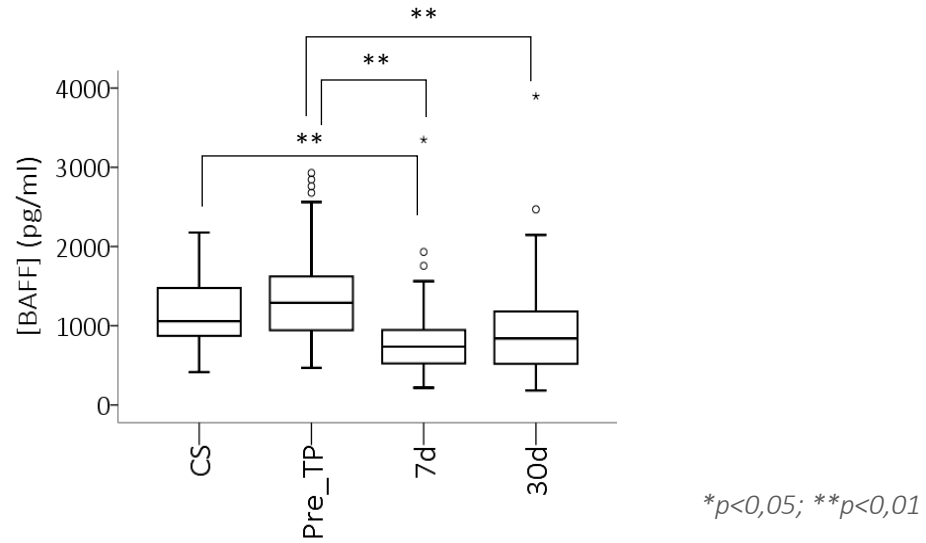 **
**
4000
*
*
**
3000
2000
1000
0
[BAFF] (pg/ml)
CS
Pre_TP
7d
30d
*p<0,05; **p<0,01